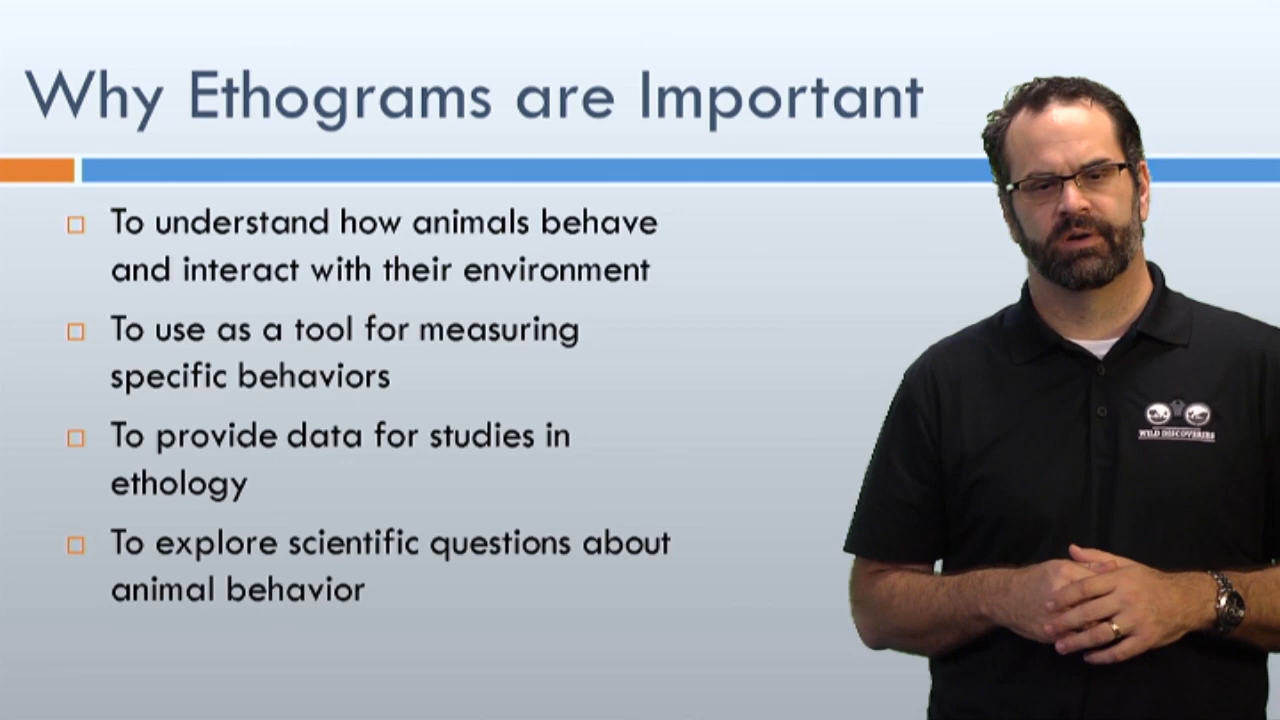 Why Ethograms are Important
To understand how animals behave
and interact with their environment
To use as a tool for measuring
specific behaviors
To provide data for studies in
ethology
To explore scientific questions about
animal behavior
WILD DISCOVERIES